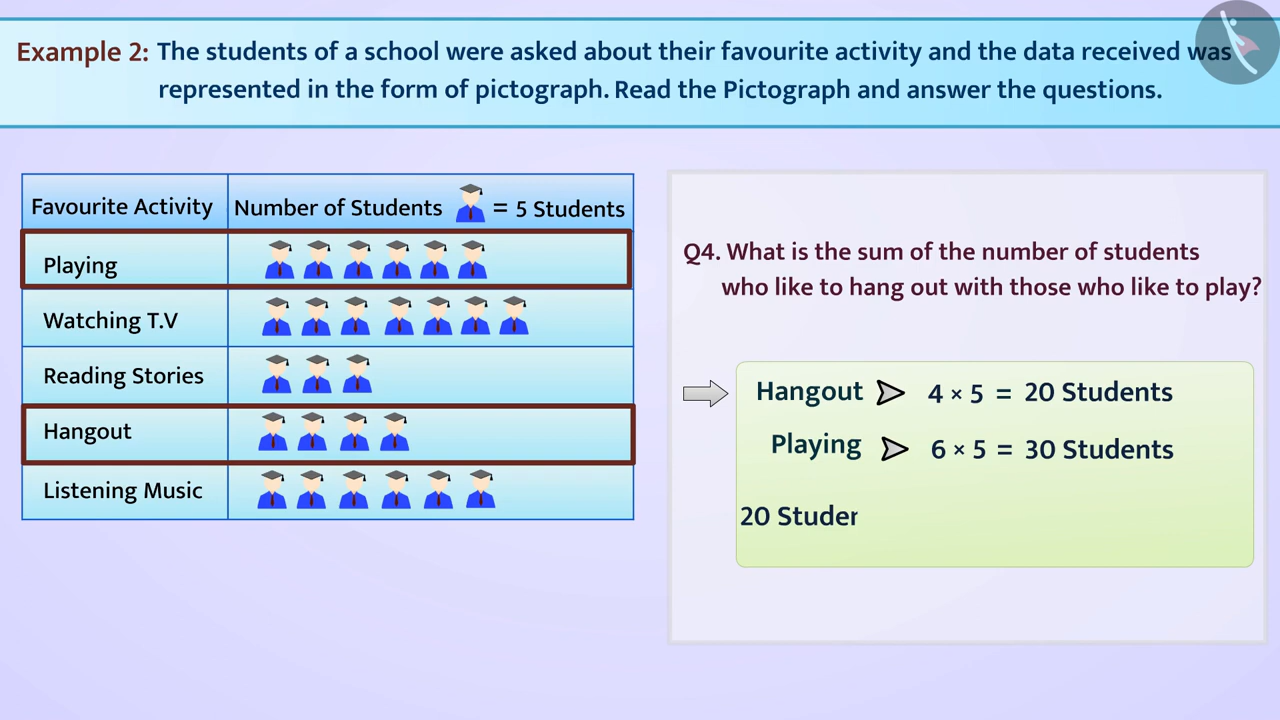 Example 2: The students of a school were asked about their favourite activity and the data received was
represented in the form of pictograph. Read the Pictograph and answer the questions.
Favourite Activity
Number of Students = 5 Students
Playing
Watching T.V
Reading Stories
Hangout
Listening Music
Q4. What is the sum of the number of students
who like to hang out with those who like to play?
Hangout ➢ 4 × 5 = 20 Students
Playing ➢ 6 × 5 = 30 Students
20